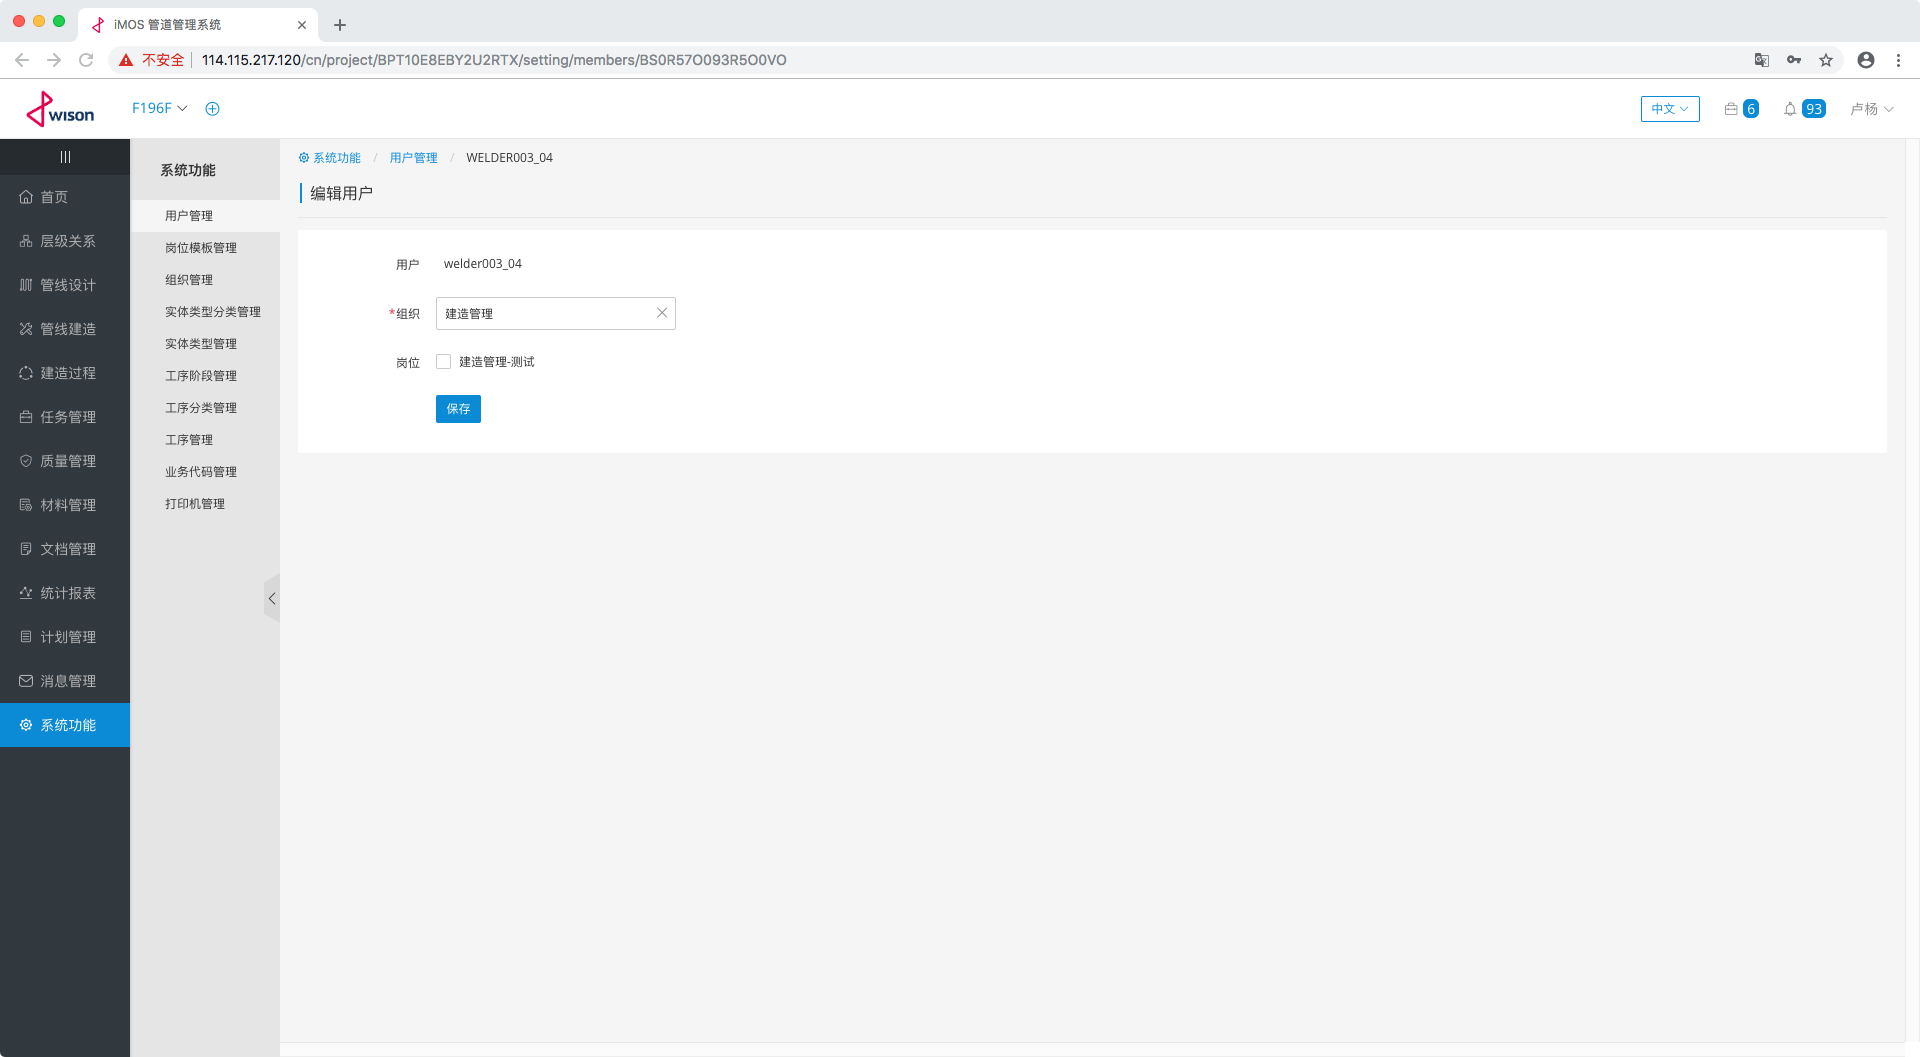 iMOS 管道管理系统
不安全
114.115.217.120/cn/project/BPT10E8EBY2U2RTX/setting/members/BS0R57O093R5O0VO
wison
F196F
中文
6
93
卢杨
首页
层级关系
管线设计
管线建造
建造过程
任务管理
质量管理
材料管理
文档管理
统计报表
计划管理
消息管理
系统功能
系统功能
用户管理
岗位模板管理
组织管理
实体类型分类管理
实体类型管理
工序阶段管理
工序分类管理
工序管理
业务代码管理
打印机管理
系统功能 / 用户管理 / WELDER003_04
编辑用户
用户 welder003_04
*组织 建造管理
岗位 建造管理-测试
保存